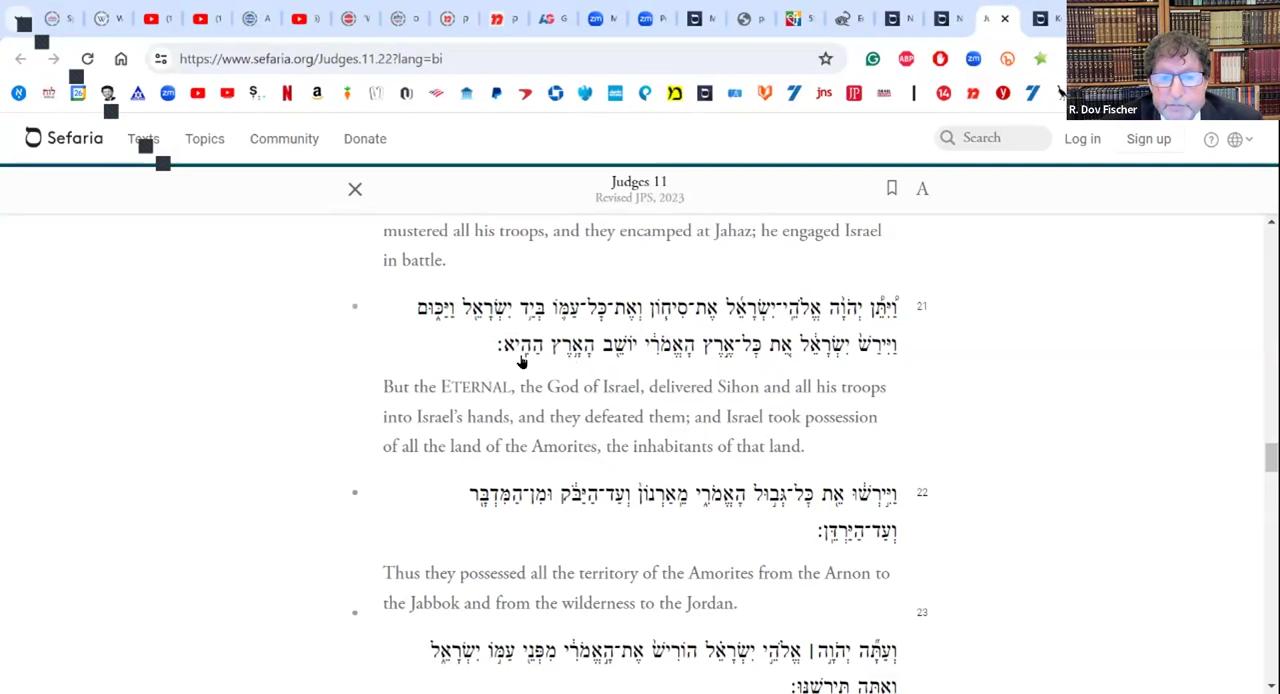 https://www.sefaria.org/Judges.11.22?lang=bi
R. Dov Fischer
Sefaria
Texts Topics Community Donate
Search Log in Sign up
Judges 11
Revised JPS, 2023
mustered all his troops, and they encamped at Jahaz; he engaged Israel
in battle.
21
וַיִּתֵּ֠ן יְהֹוָ֨ה אֱלֹהֵֽי־יִשְׂרָאֵ֜ל אֶת־סִיח֧וֹן וְאֶת־כׇּל־עַמּ֛וֹ בְּיַ֥ד יִשְׂרָאֵ֖ל וַיַּכּ֑וּם
וַיִּירַשׁ֙ יִשְׂרָאֵ֔ל אֵ֚ת כׇּל־אֶ֣רֶץ הָאֱמֹרִ֔י יוֹשֵׁ֖ב הָאָ֥רֶץ הַהִֽיא׃
But the ETERNAL, the God of Israel, delivered Sihon and all his troops
into Israel’s hands, and they defeated them; and Israel took possession
of all the land of the Amorites, the inhabitants of that land.
22
וַיִּ֣ירְשׁ֔וּ אֵ֖ת כׇּל־גְּב֣וּל הָאֱמֹרִ֑י מֵֽאַרְנוֹן֙ וְעַד־הַיַּבֹּ֔ק וּמִן־הַמִּדְבָּ֖ר
וְעַד־הַיַּרְדֵּֽן׃
Thus they possessed all the territory of the Amorites from the Arnon to
the Jabbok and from the wilderness to the Jordan.
23
וְעַתָּ֞ה יְהֹוָ֣ה ׀ אֱלֹהֵ֣י יִשְׂרָאֵ֗ל הוֹרִישׁ֙ אֶת־הָ֣אֱמֹרִ֔י מִפְּנֵ֖י עַמּ֣וֹ יִשְׂרָאֵ֑ל
וְאַתָּ֖ה תִּירָשֶֽׁנּוּ׃